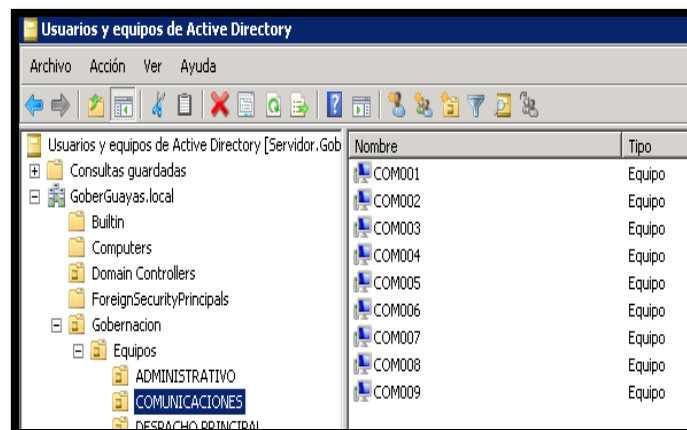 Usuarios y equipos de Active Directory
Archivo Acción Ver Ayuda
Usuarios y equipos de Active Directory [Servidor.Gob
Consultas guardadas
GoberGuayas.local
Builtin
Computers
Domain Controllers
ForeignSecurityPrincipals
Gobernacion
Equipos
ADMINISTRATIVO
COMUNICACIONES
DESPACHO PRINCIPAL
Nombre Tipo
COM001 Equipo
COM002 Equipo
COM003 Equipo
COM004 Equipo
COM005 Equipo
COM006 Equipo
COM007 Equipo
COM008 Equipo
COM009 Equipo